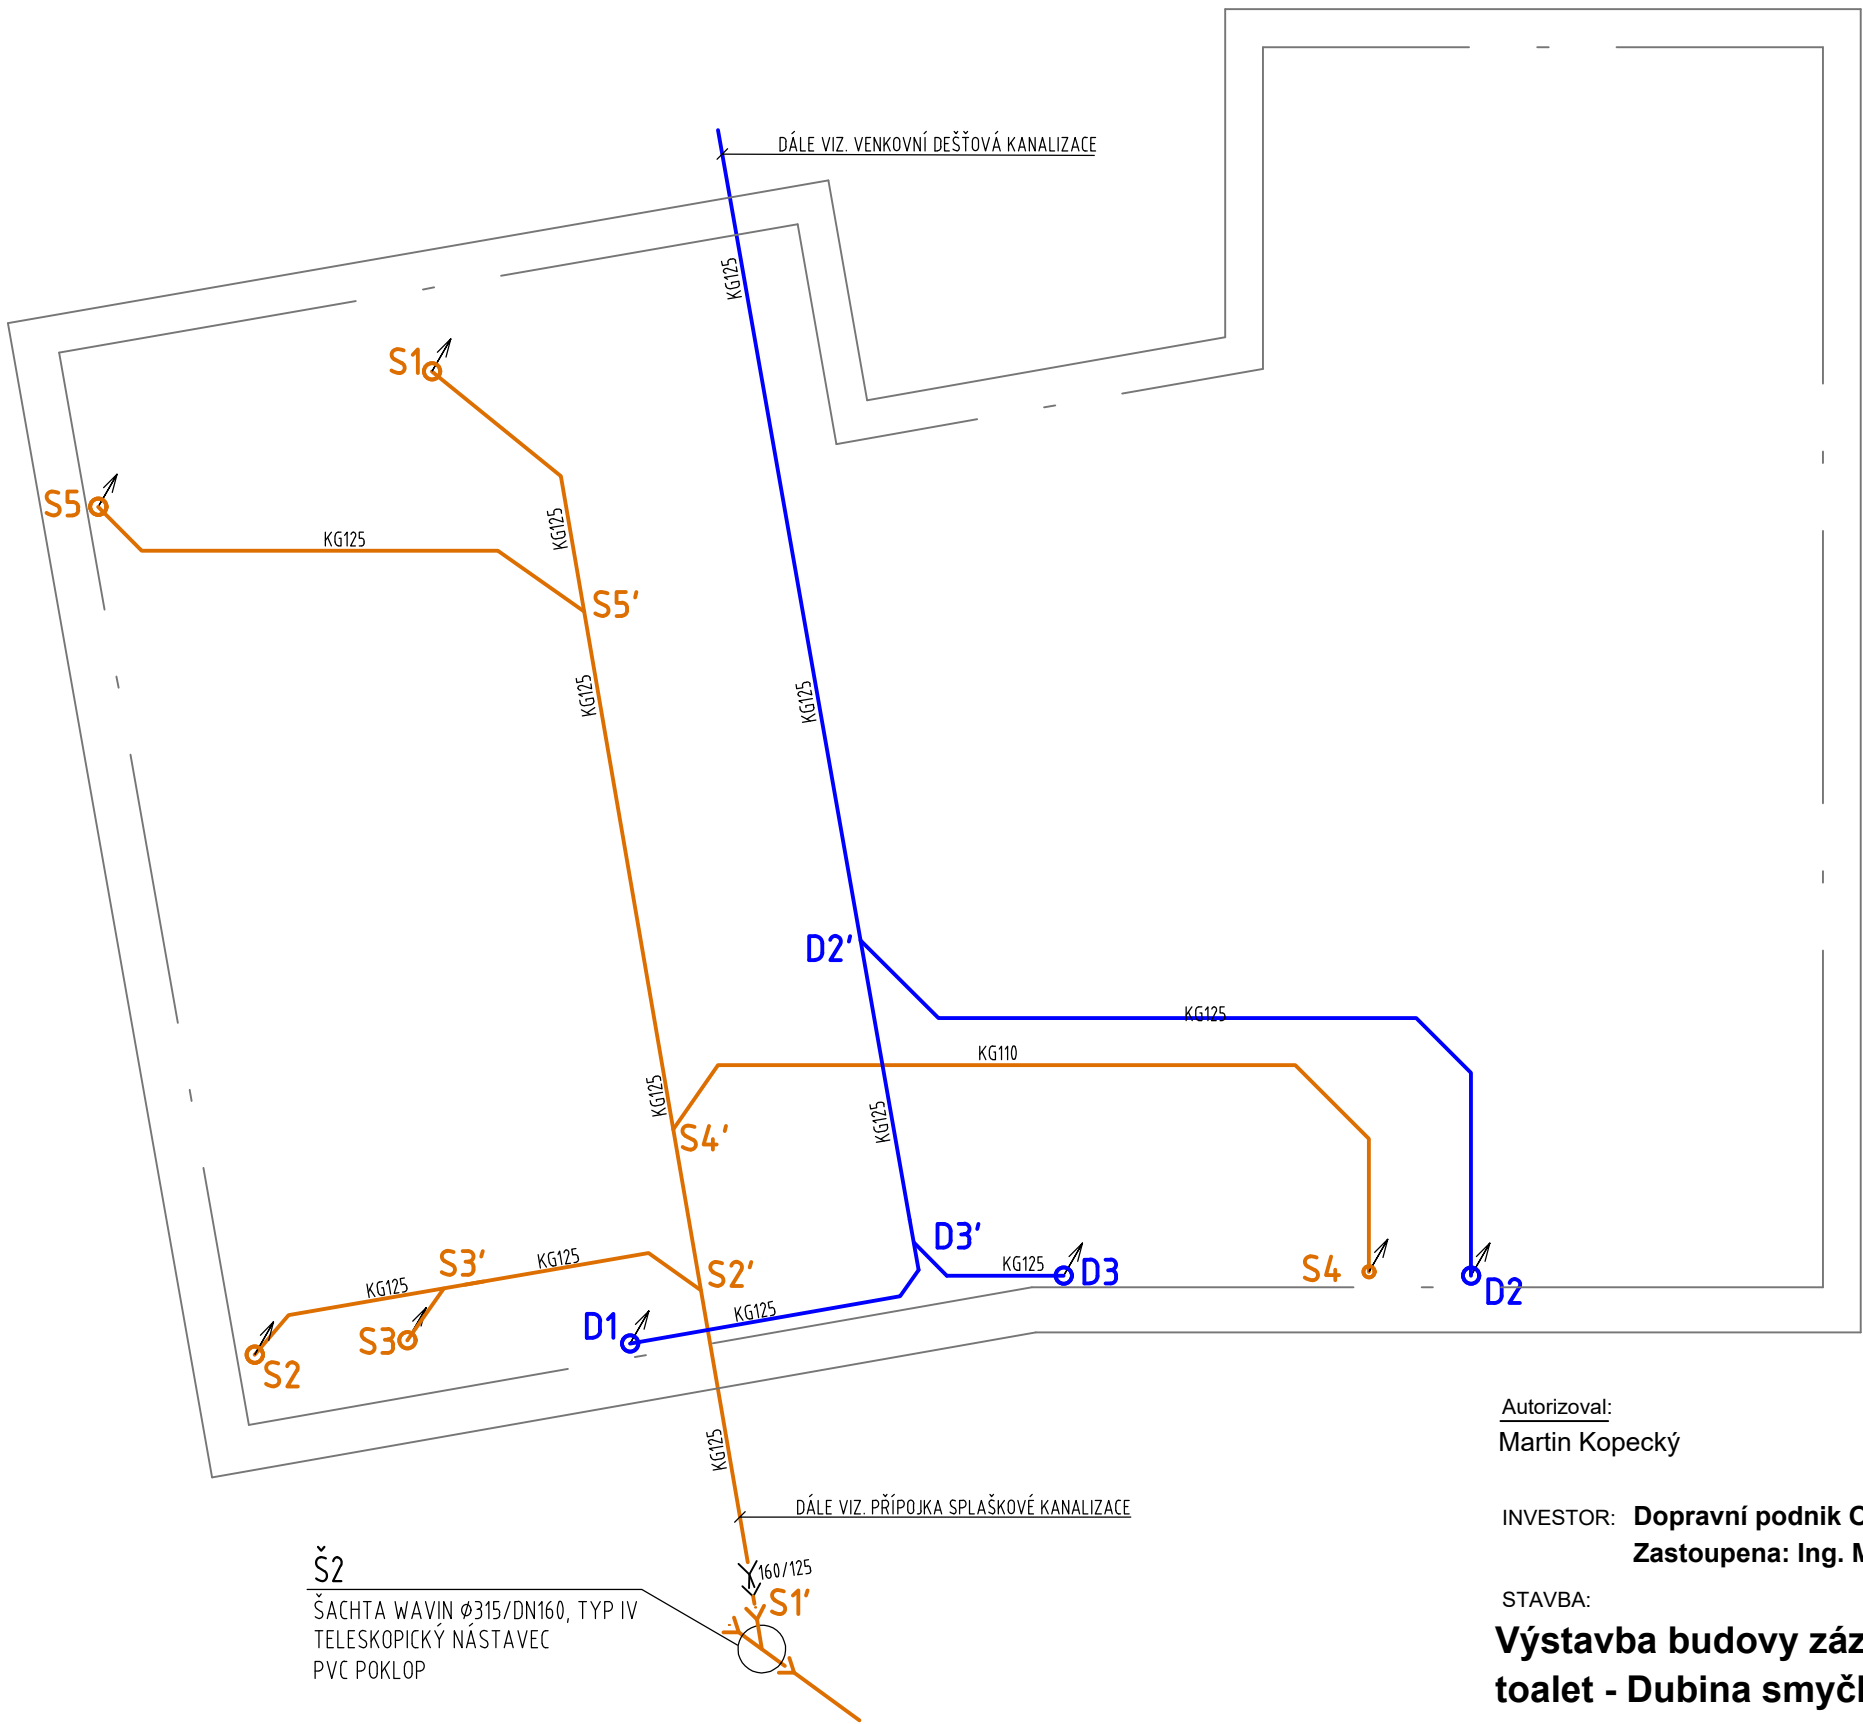 DÁLE VIZ. VENKOVNÍ DEŠŤOVÁ KANALIZACE
KG125
S1
S5
KG125
KG125
S5'
KG125
KG125
D2'
KG125
KG110
KG125
S4'
KG125
S3'
KG125
KG125
S2'
D3'
KG125
D3
S4
D2
S2
S3
D1
KG125
KG125
DÁLE VIZ. PŘÍPOJKA SPLAŠKOVÉ KANALIZACE
160/125
S1'
Š2
ŠACHTA WAVIN Ø315/DN160, TYP IV
TELESKOPICKÝ NÁSTAVEC
PVC POKLOP
Autorizoval:
Martin Kopecký
INVESTOR: Dopravní podnik
Zastoupena: Ing.
STAVBA:
Výstavba budovy
toalet - Dubina